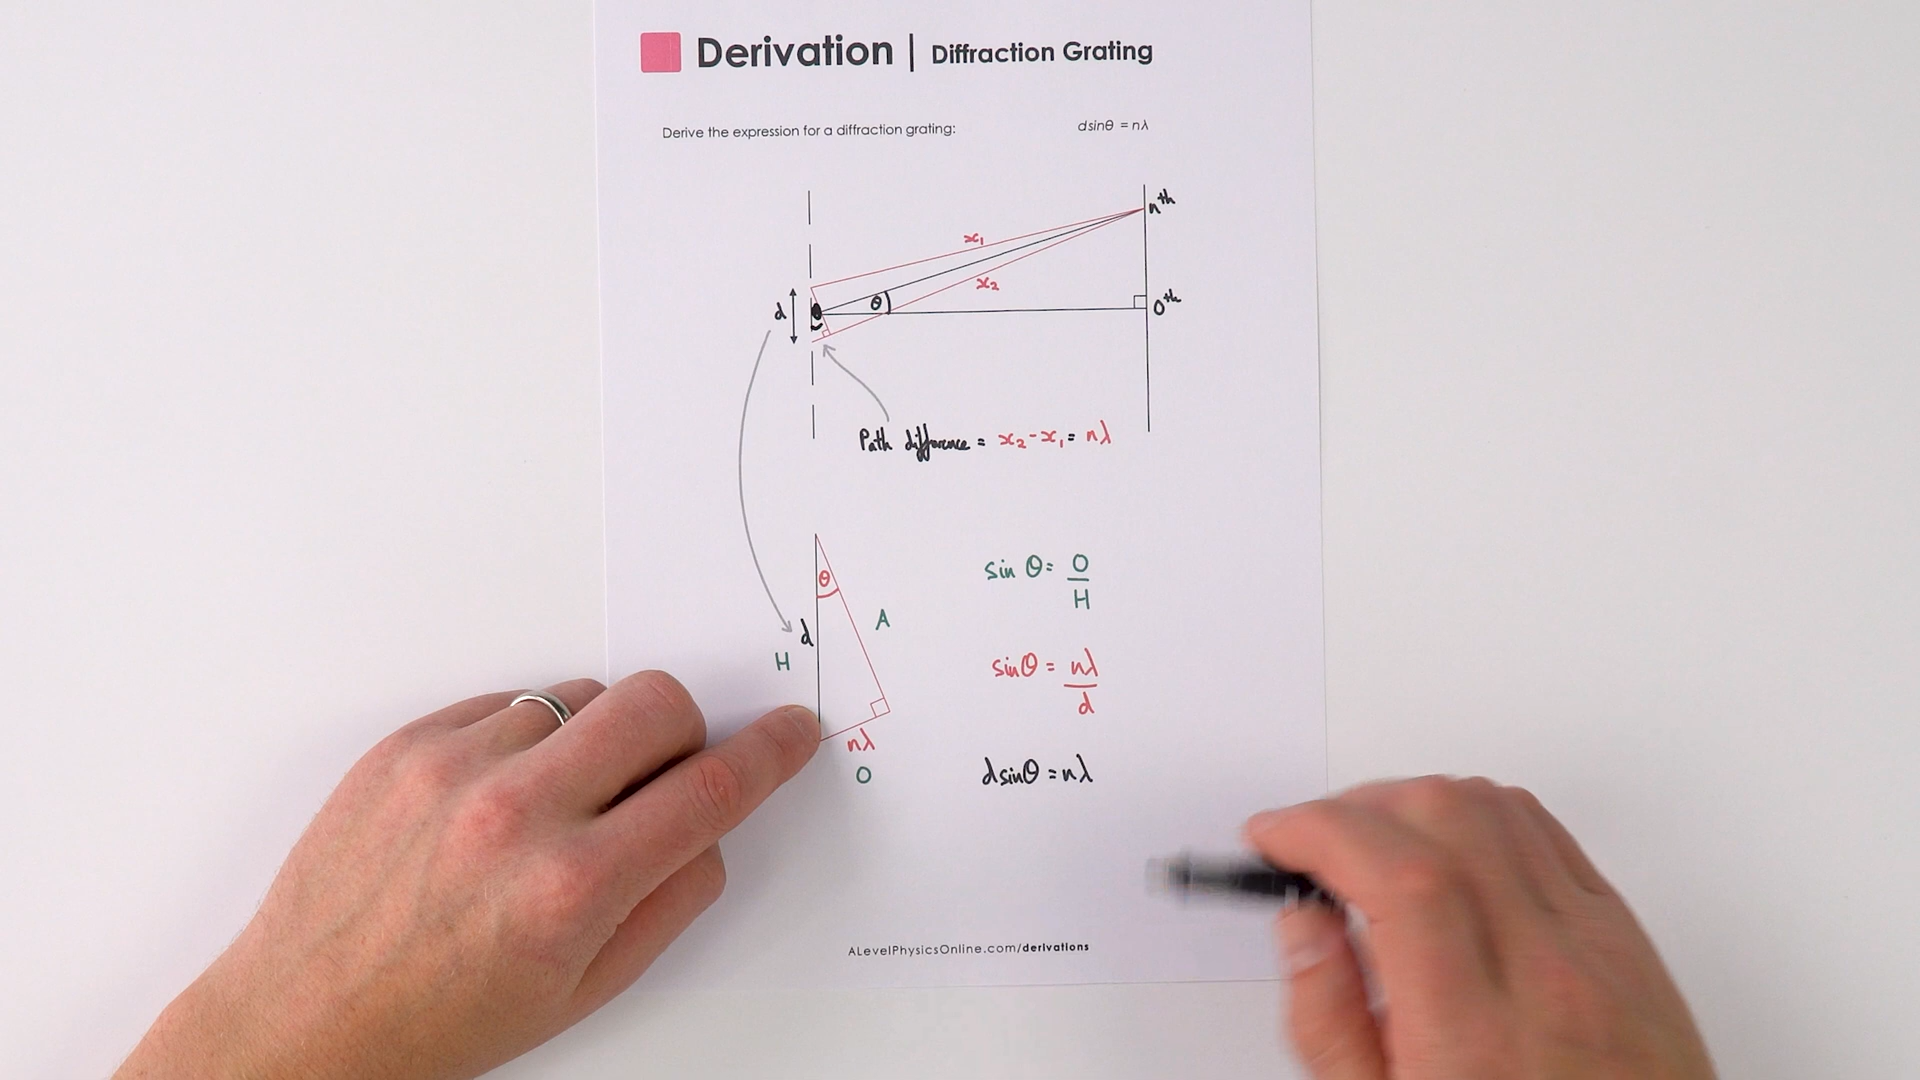 Derivation | Diffraction Grating
Derive the expression for a diffraction grating: dsinθ = nλ
nth
x₁
x₂
d
θ
0th
Path difference = x₂-x₁ = nλ
θ
sin θ = O/H
A
d
H
sinθ = nλ/d
nλ
O
dsinθ = nλ
ALevelPhysicsOnline.com/derivations